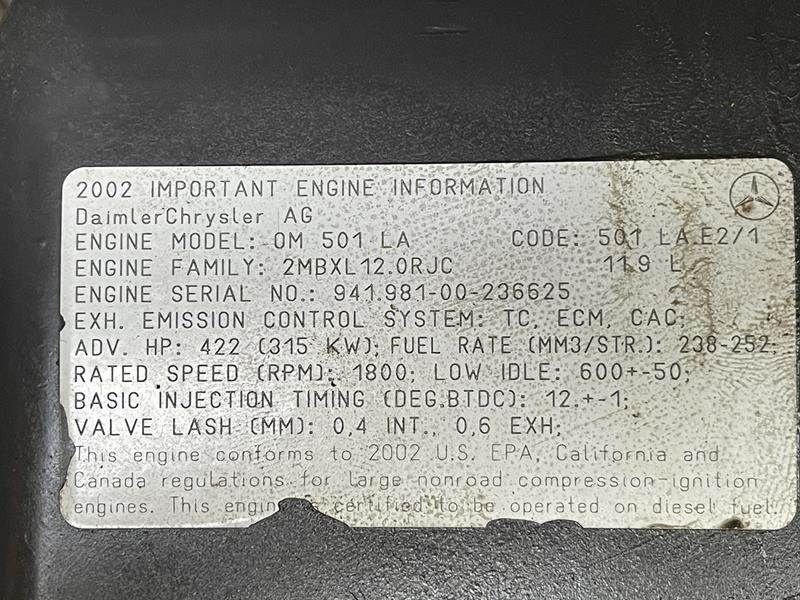 2002 IMPORTANT ENGINE INFORMATION
DaimlerChrysler AG
ENGINE MODEL: OM 501 LA CODE: 501 LA.E2/1
ENGINE FAMILY: 2MBXL12.0RJC 11.9 L
ENGINE SERIAL NO.: 941.981-00-236625
EXH. EMISSION CONTROL SYSTEM: TC, ECM, CAC;
ADV. HP: 422 (315 KW); FUEL RATE (MM3/STR.): 238-252;
RATED SPEED (RPM): 1800; LOW IDLE: 600+-50;
BASIC INJECTION TIMING (DEG.BTDC): 12.+-1;
VALVE LASH (MM): 0,4 INT., 0,6 EXH;
This engine conforms to 2002 U.S. EPA, California and
Canada regulations for large nonroad compression-ignition
engines. This engine is certified to be operated on diesel fuel.